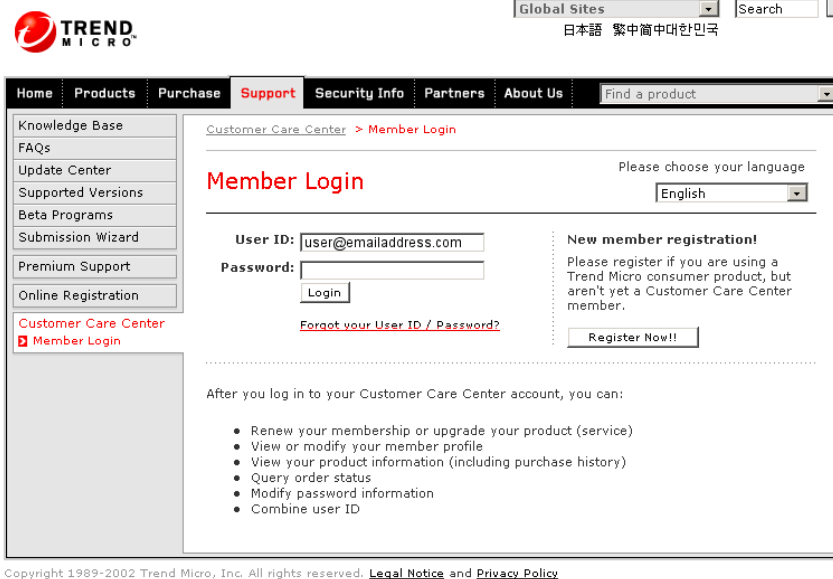 Global Sites
Search
日本語 繁中简中대한민국
TREND
MICRO™
Home Products Purchase Support Security Info Partners About Us Find a product
Knowledge Base
FAQs
Update Center
Supported Versions
Beta Programs
Submission Wizard
Premium Support
Online Registration
Customer Care Center
Member Login
Customer Care Center > Member Login
Please choose your language
Member Login
English
User ID: user@emailaddress.com
Password:
Login
Forgot your User ID / Password?
New member registration!
Please register if you are using a
Trend Micro consumer product, but
aren't yet a Customer Care Center
member.
Register Now!!
After you log in to your Customer Care Center account, you can:
● Renew your membership or upgrade your product (service)
● View or modify your member profile
● View your product information (including purchase history)
● Query order status
● Modify password information
● Combine user ID
Copyright 1989-2002 Trend Micro, Inc. All rights reserved. Legal Notice and Privacy Policy